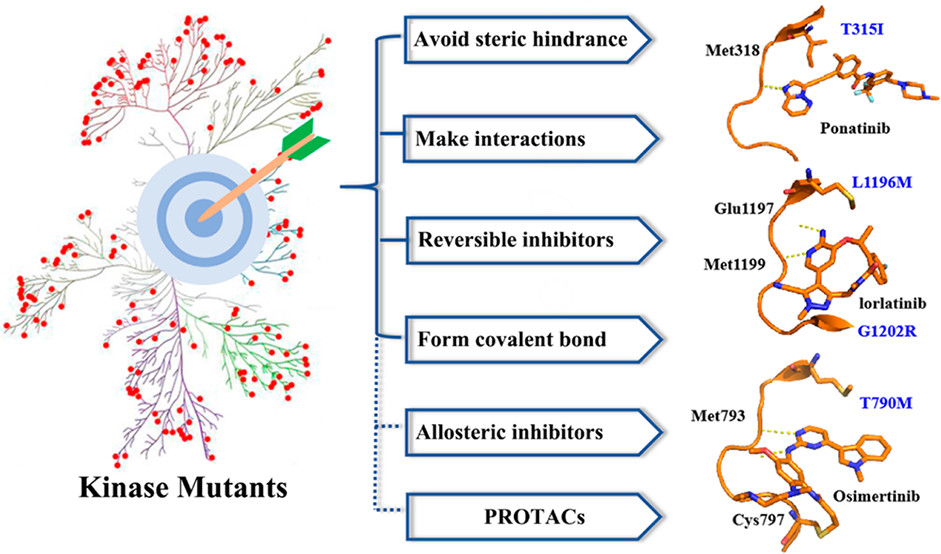 Kinase Mutants
Avoid steric hindrance
Make interactions
Reversible inhibitors
Form covalent bond
Allosteric inhibitors
PROTACs
T315I
Met318
Ponatinib
L1196M
Glu1197
Met1199
lorlatinib
G1202R
T790M
Met793
Osimertinib
Cys797